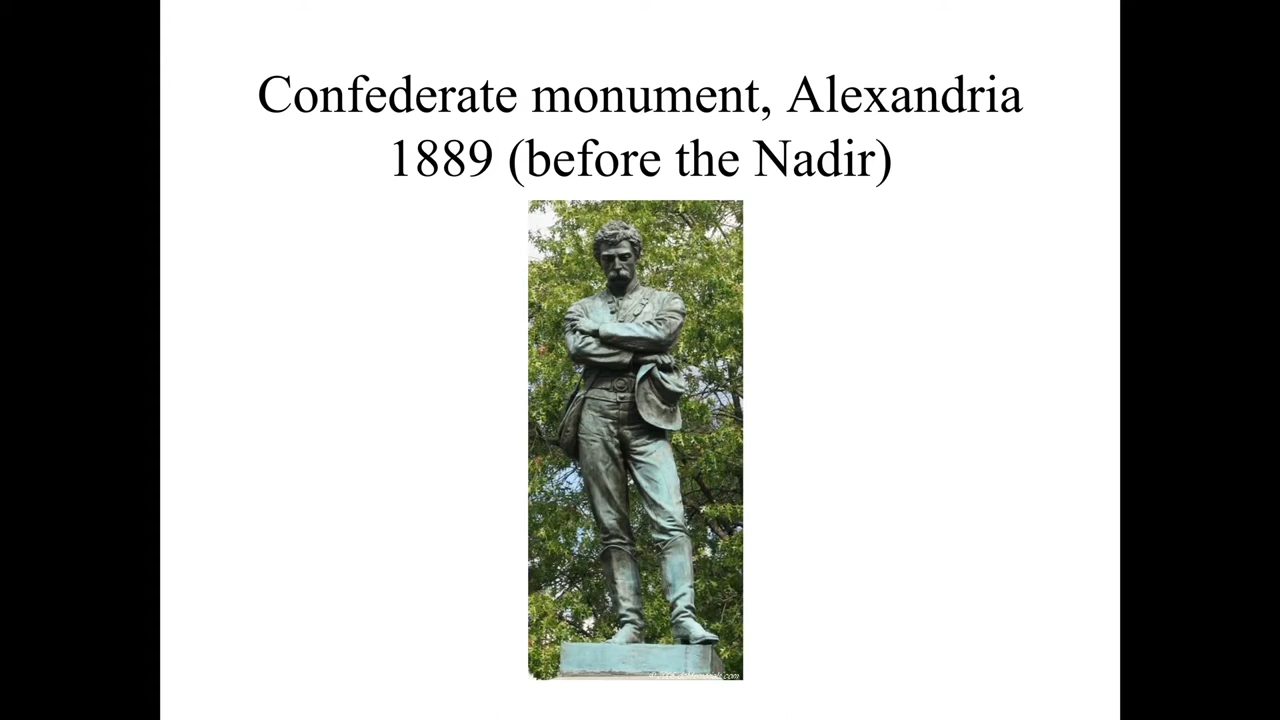 Confederate monument, Alexandria
1889 (before the Nadir)